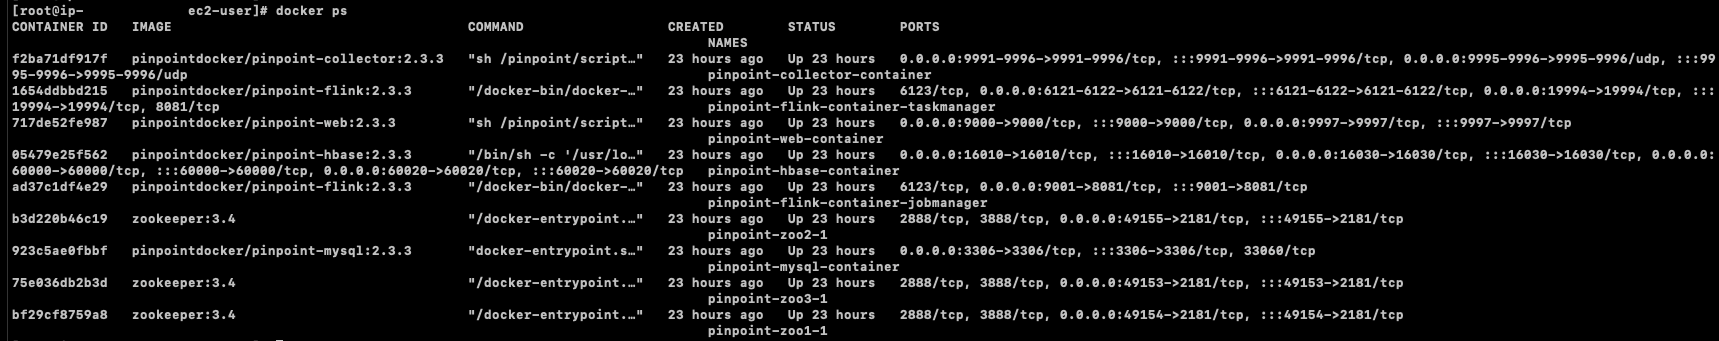 [root@ip-              ec2-user]# docker ps
CONTAINER ID   IMAGE                                     COMMAND                  CREATED        STATUS        PORTS
NAMES
f2ba71df917f   pinpointdocker/pinpoint-collector:2.3.3   "sh /pinpoint/script…"   23 hours ago   Up 23 hours   0.0.0.0:9991-9996->9991-9996/tcp, :::9991-9996->9991-9996/tcp, 0.0.0.0:9995-9996->9995-9996/udp, :::99
95-9996->9995-9996/udp                                                                 pinpoint-collector-container
1654ddbbd215   pinpointdocker/pinpoint-flink:2.3.3       "/docker-bin/docker-…"   23 hours ago   Up 23 hours   6123/tcp, 0.0.0.0:6121-6122->6121-6122/tcp, :::6121-6122->6121-6122/tcp, 0.0.0.0:19994->19994/tcp, :::
19994->19994/tcp, 8081/tcp                                                             pinpoint-flink-container-taskmanager
717de52fe987   pinpointdocker/pinpoint-web:2.3.3         "sh /pinpoint/script…"   23 hours ago   Up 23 hours   0.0.0.0:9000->9000/tcp, :::9000->9000/tcp, 0.0.0.0:9997->9997/tcp, :::9997->9997/tcp
pinpoint-web-container
05479e25f562   pinpointdocker/pinpoint-hbase:2.3.3       "/bin/sh -c '/usr/lo…"   23 hours ago   Up 23 hours   0.0.0.0:16010->16010/tcp, :::16010->16010/tcp, 0.0.0.0:16030->16030/tcp, :::16030->16030/tcp, 0.0.0.0:
60000->60000/tcp, :::60000->60000/tcp, 0.0.0.0:60020->60020/tcp, :::60020->60020/tcp   pinpoint-hbase-container
ad37c1df4e29   pinpointdocker/pinpoint-flink:2.3.3       "/docker-bin/docker-…"   23 hours ago   Up 23 hours   6123/tcp, 0.0.0.0:9001->8081/tcp, :::9001->8081/tcp
pinpoint-flink-container-jobmanager
b3d220b46c19   zookeeper:3.4                             "/docker-entrypoint.…"   23 hours ago   Up 23 hours   2888/tcp, 3888/tcp, 0.0.0.0:49155->2181/tcp, :::49155->2181/tcp
pinpoint-zoo2-1
923c5ae0fbbf   pinpointdocker/pinpoint-mysql:2.3.3       "docker-entrypoint.s…"   23 hours ago   Up 23 hours   0.0.0.0:3306->3306/tcp, :::3306->3306/tcp, 33060/tcp
pinpoint-mysql-container
75e036db2b3d   zookeeper:3.4                             "/docker-entrypoint.…"   23 hours ago   Up 23 hours   2888/tcp, 3888/tcp, 0.0.0.0:49153->2181/tcp, :::49153->2181/tcp
pinpoint-zoo3-1
bf29cf8759a8   zookeeper:3.4                             "/docker-entrypoint.…"   23 hours ago   Up 23 hours   2888/tcp, 3888/tcp, 0.0.0.0:49154->2181/tcp, :::49154->2181/tcp
pinpoint-zoo1-1